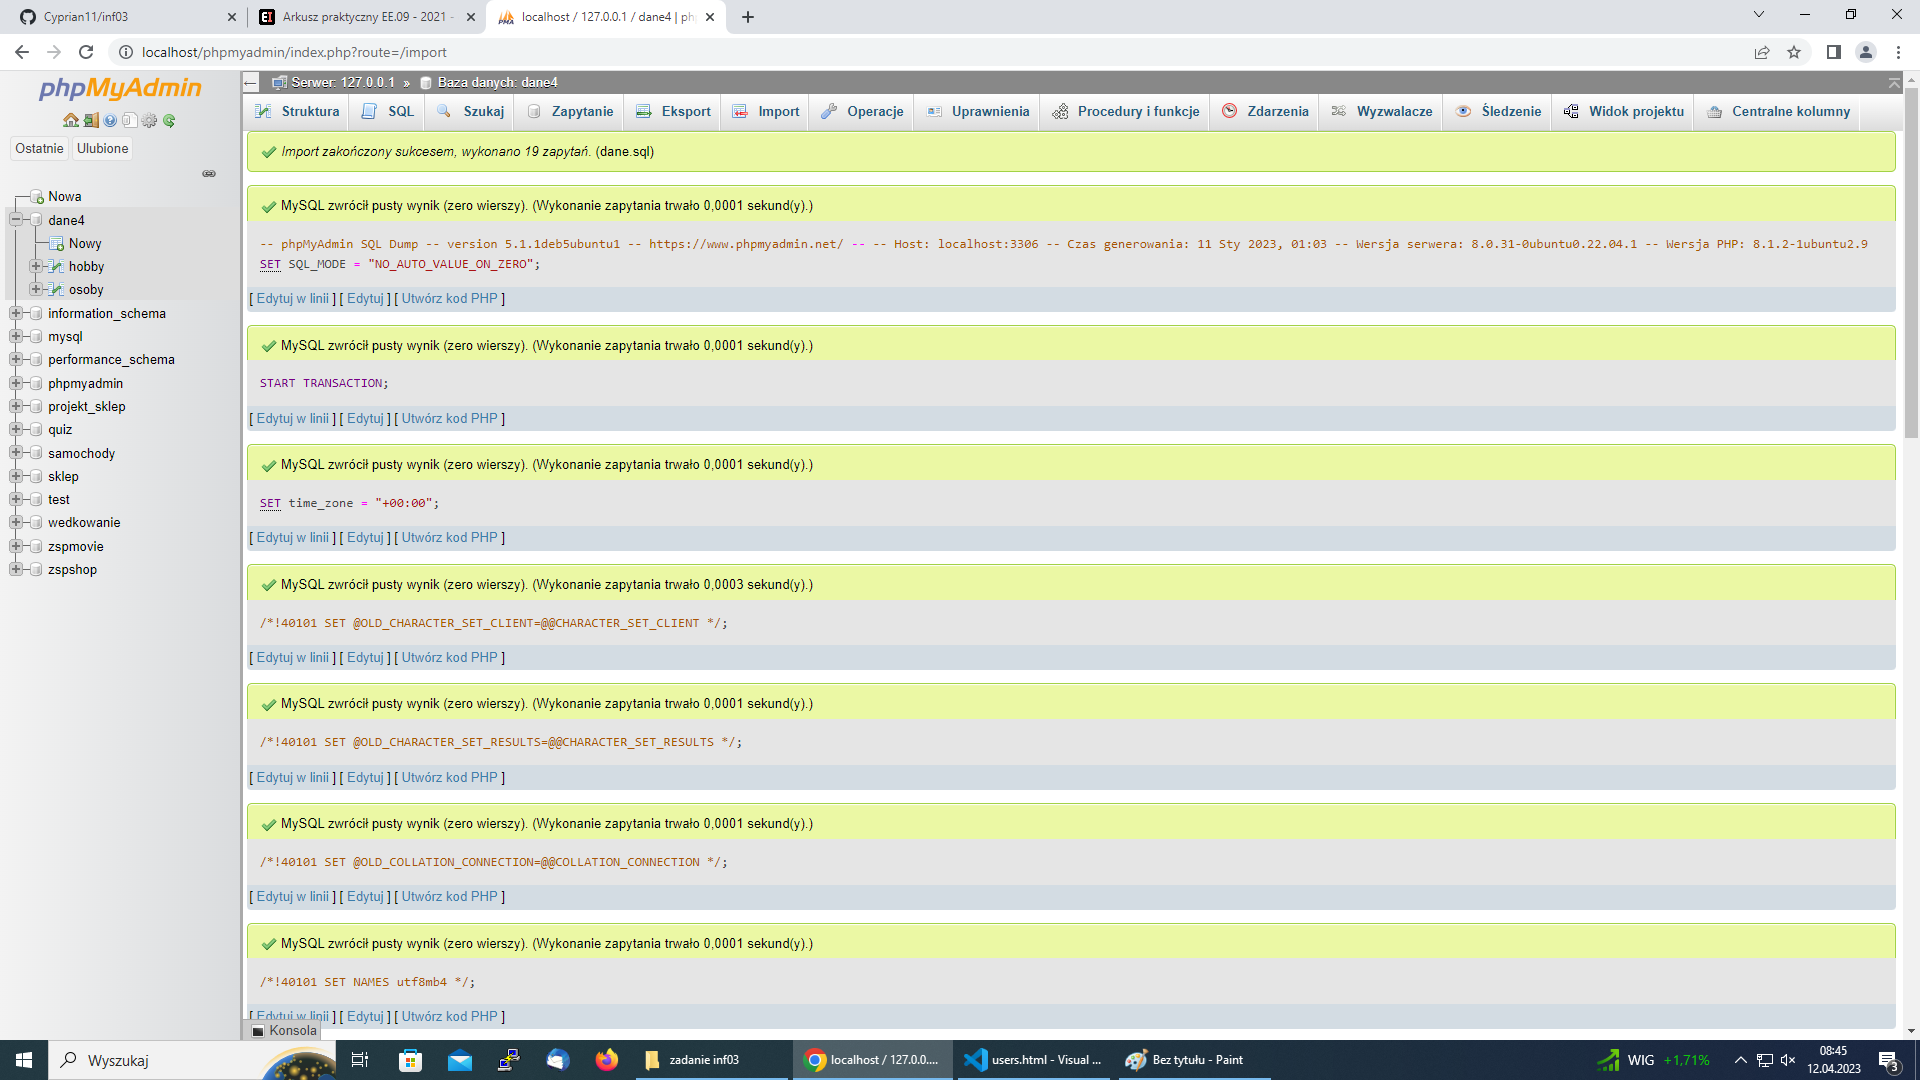 Cyprian11/inf03
Arkusz praktyczny EE.09 - 2021 -
localhost / 127.0.0.1 / dane4 | ph
localhost/phpmyadmin/index.php?route=/import
phpMyAdmin
Ostatnie
Ulubione
Nowa
dane4
Nowy
hobby
osoby
information_schema
mysql
performance_schema
phpmyadmin
projekt_sklep
quiz
samochody
sklep
test
wedkowanie
zspmovie
zspshop
Serwer: 127.0.0.1 » Baza danych: dane4
Struktura
SQL
Szukaj
Zapytanie
Eksport
Import
Operacje
Uprawnienia
Procedury i funkcje
Zdarzenia
Wyzwalacze
Śledzenie
Widok projektu
Centralne kolumny
Import zakończony sukcesem, wykonano 19 zapytań. (dane.sql)
MySQL zwrócił pusty wynik (zero wierszy). (Wykonanie zapytania trwało 0,0001 sekund(y).)
-- phpMyAdmin SQL Dump -- version 5.1.1deb5ubuntu1 -- https://www.phpmyadmin.net/ -- -- Host: localhost:3306 -- Czas generowania: 11 Sty 2023, 01:03 -- Wersja serwera: 8.0.31-0ubuntu0.22.04.1 -- Wersja PHP: 8.1.2-1ubuntu2.9
SET SQL_MODE = "NO_AUTO_VALUE_ON_ZERO";
[ Edytuj w linii ] [ Edytuj ] [ Utwórz kod PHP ]
MySQL zwrócił pusty wynik (zero wierszy). (Wykonanie zapytania trwało 0,0001 sekund(y).)
START TRANSACTION;
[ Edytuj w linii ] [ Edytuj ] [ Utwórz kod PHP ]
MySQL zwrócił pusty wynik (zero wierszy). (Wykonanie zapytania trwało 0,0001 sekund(y).)
SET time_zone = "+00:00";
[ Edytuj w linii ] [ Edytuj ] [ Utwórz kod PHP ]
MySQL zwrócił pusty wynik (zero wierszy). (Wykonanie zapytania trwało 0,0003 sekund(y).)
/*!40101 SET @OLD_CHARACTER_SET_CLIENT=@@CHARACTER_SET_CLIENT */;
[ Edytuj w linii ] [ Edytuj ] [ Utwórz kod PHP ]
MySQL zwrócił pusty wynik (zero wierszy). (Wykonanie zapytania trwało 0,0001 sekund(y).)
/*!40101 SET @OLD_CHARACTER_SET_RESULTS=@@CHARACTER_SET_RESULTS */;
[ Edytuj w linii ] [ Edytuj ] [ Utwórz kod PHP ]
MySQL zwrócił pusty wynik (zero wierszy). (Wykonanie zapytania trwało 0,0001 sekund(y).)
/*!40101 SET @OLD_COLLATION_CONNECTION=@@COLLATION_CONNECTION */;
[ Edytuj w linii ] [ Edytuj ] [ Utwórz kod PHP ]
MySQL zwrócił pusty wynik (zero wierszy). (Wykonanie zapytania trwało 0,0001 sekund(y).)
/*!40101 SET NAMES utf8mb4 */;
[ Edytuj w linii ] [ Edytuj ] [ Utwórz kod PHP ]
Konsola
Wyszukaj
zadanie inf03
localhost / 127.0.0....
users.html - Visual ...
Bez tytułu - Paint
WIG +1,71%
08:45
12.04.2023
3